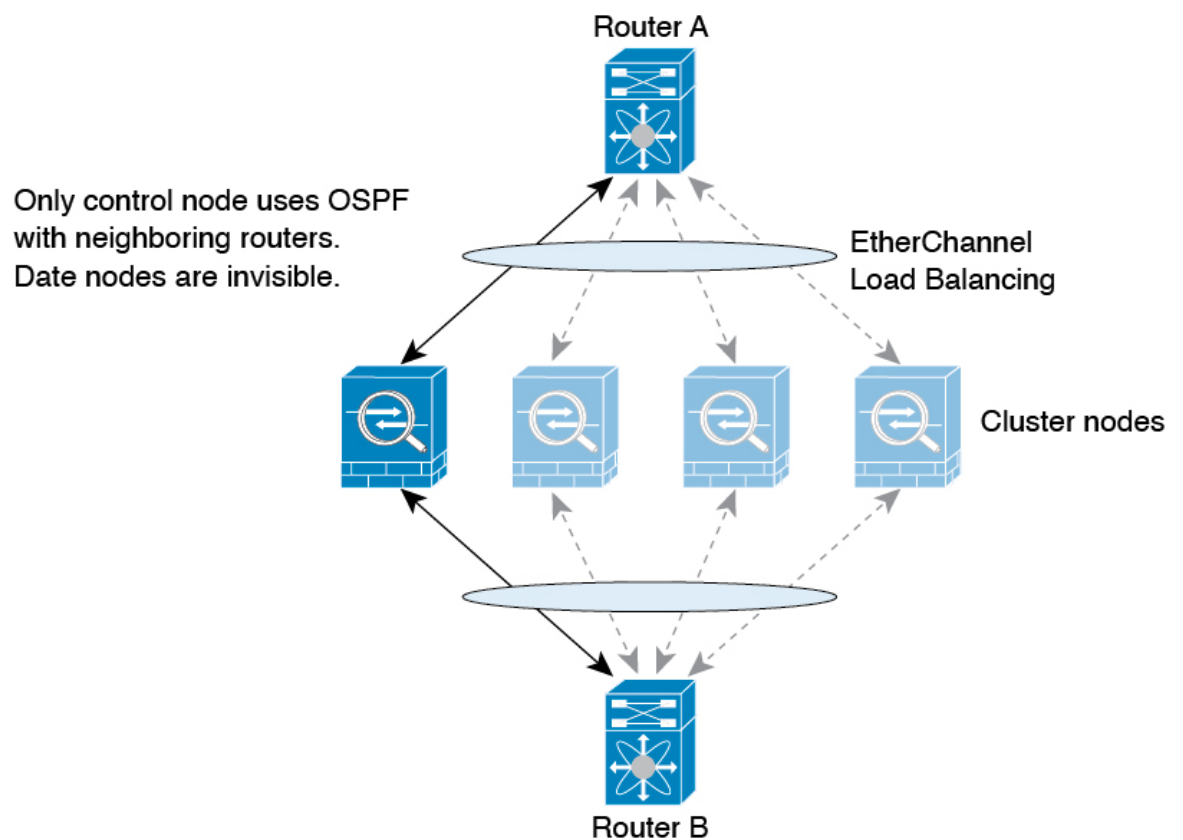 Router A
Only control node uses OSPF
with neighboring routers.
Date nodes are invisible.
EtherChannel
Load Balancing
Cluster nodes
Router B